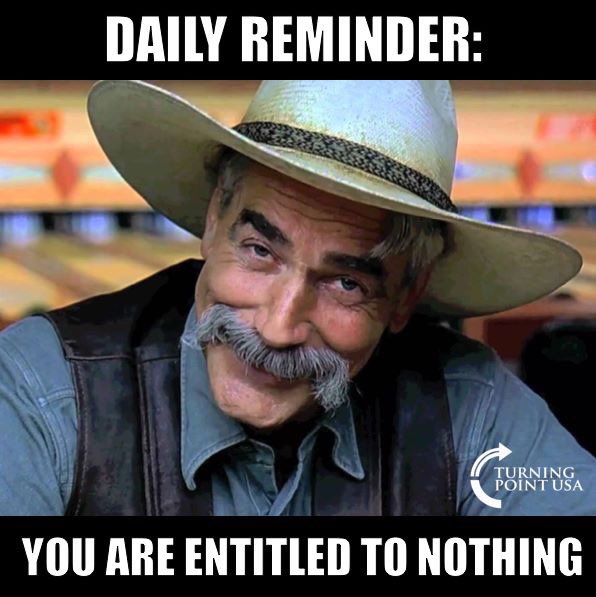 DAILY REMINDER:
TURNING
POINT USA
YOU ARE ENTITLED TO NOTHING